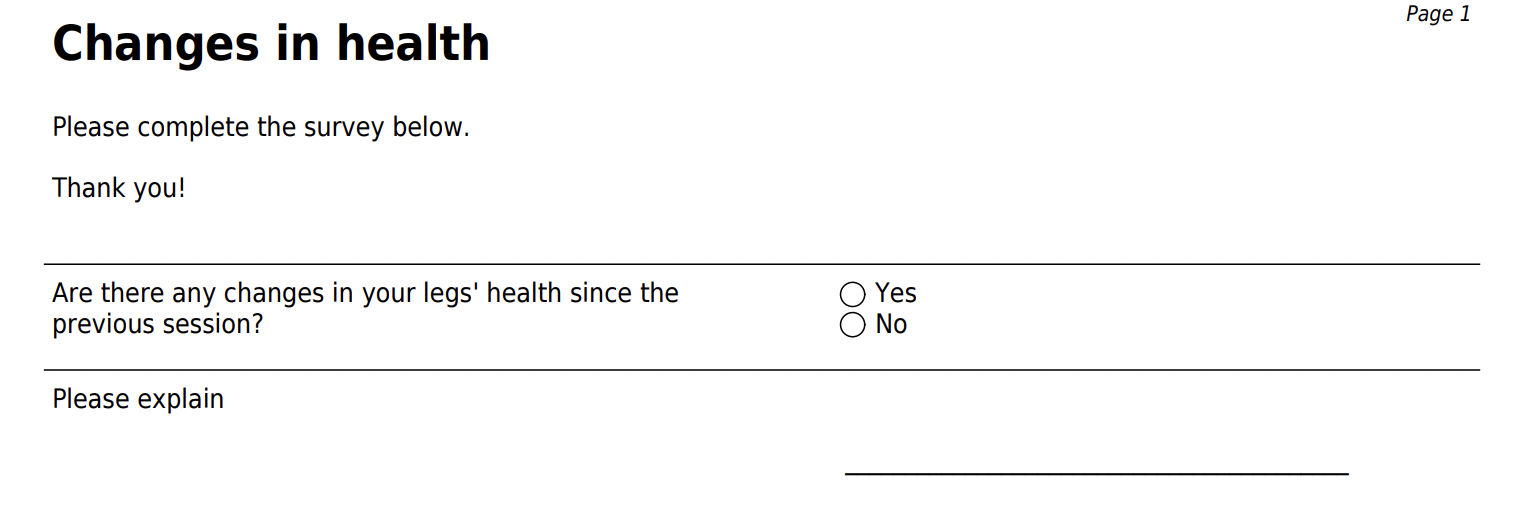 Page 1
Changes in health
Please complete the survey below.
Thank you!
Are there any changes in your legs' health since the
previous session?
Yes
No
Please explain